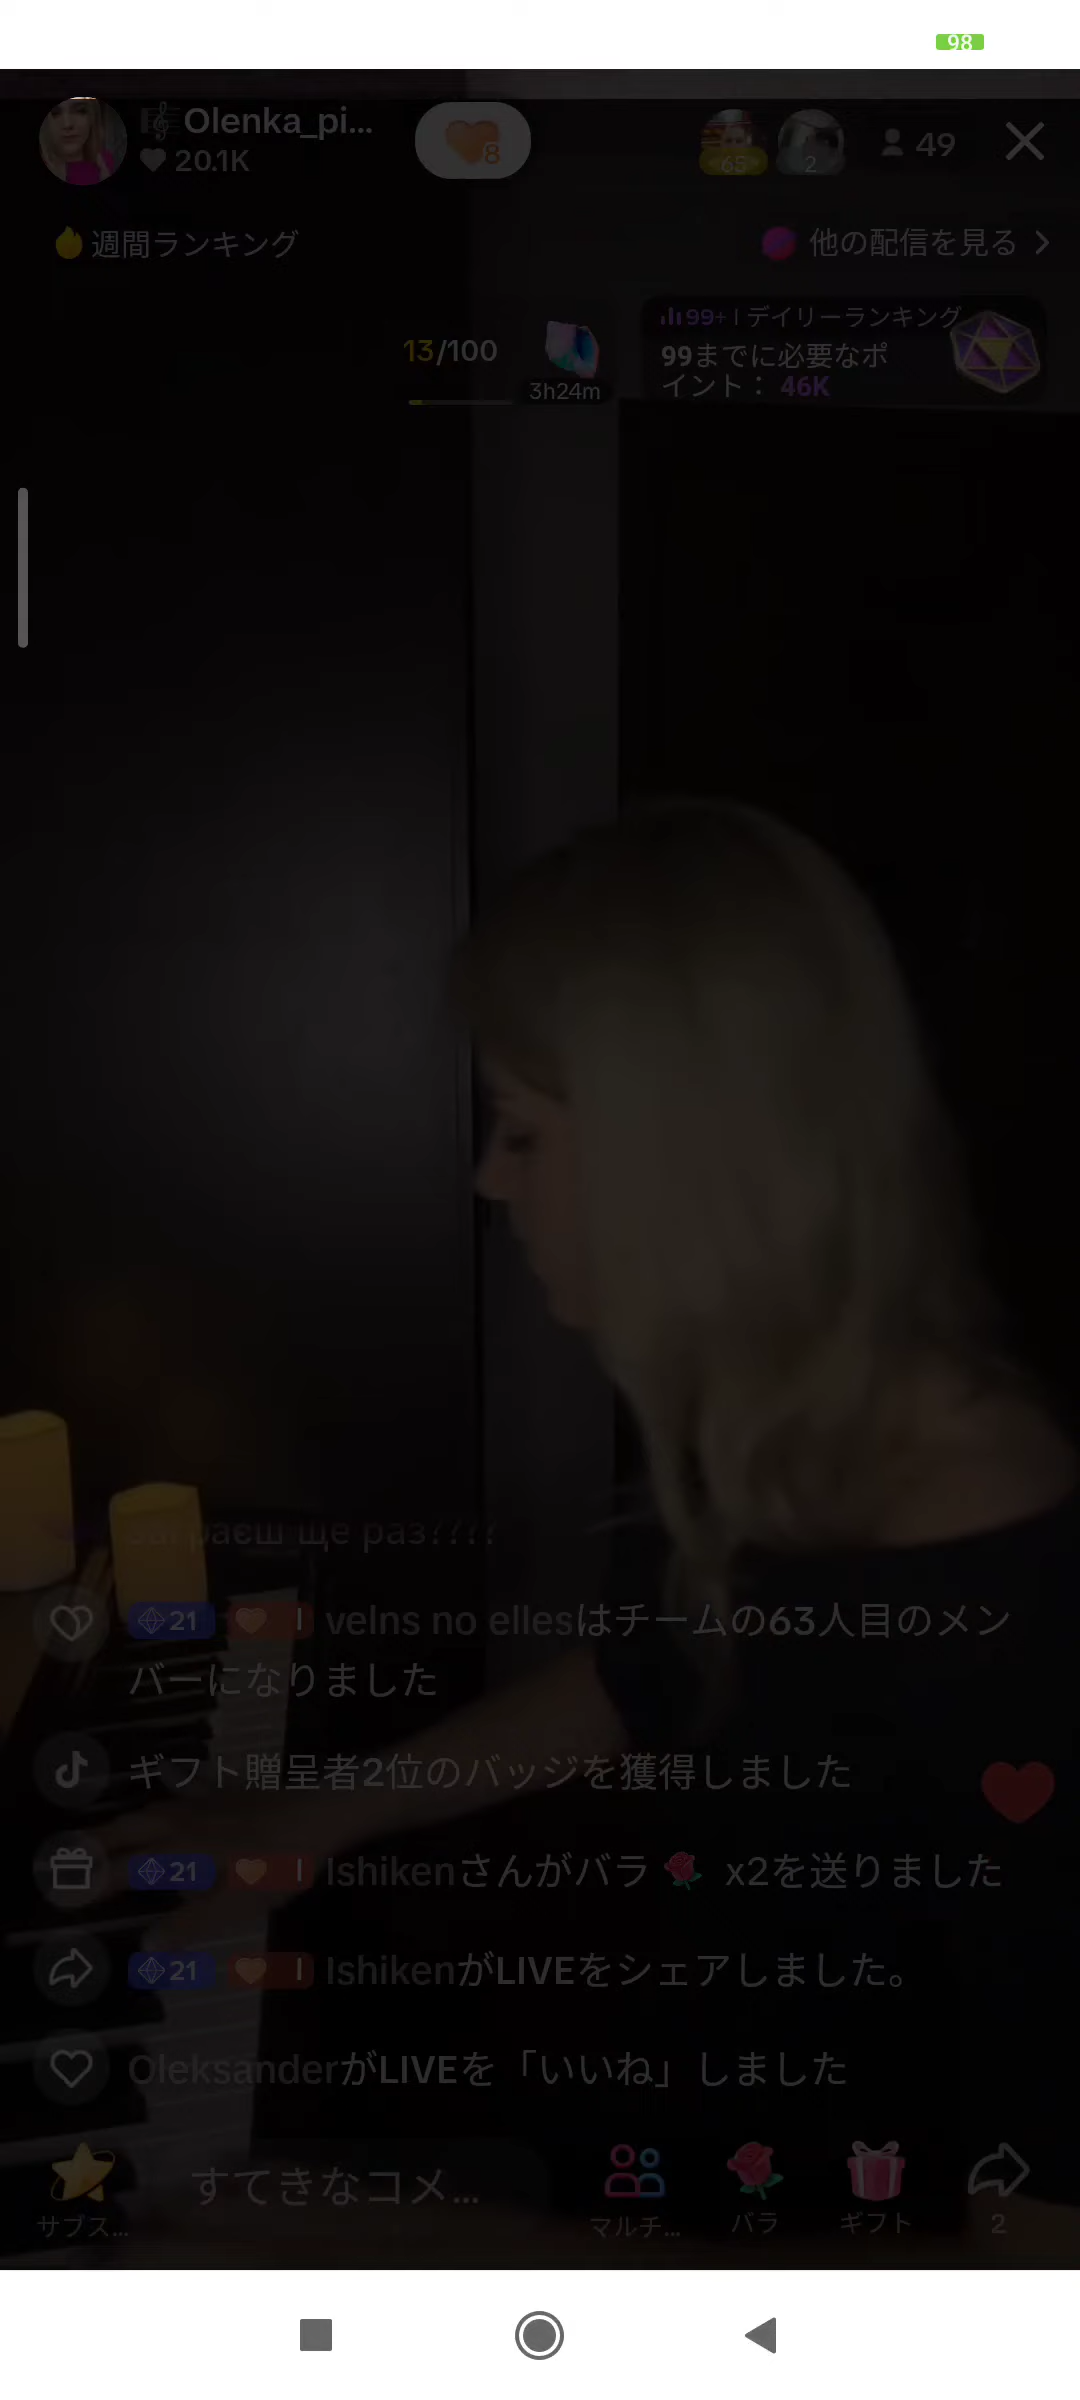 98
Olenka_pi...
20.1K
8
65
2
49
週間ランキング
他の配信を見る
13/100
3h24m
99+ | デイリーランキング
99までに必要なポ
イント: 46K
заграєш ще раз????
21 I velns no ellesはチームの63人目のメン
バーになりました
ギフト贈呈者2位のバッジを獲得しました
21 I Ishikenさんがバラ x2を送りました
21 I IshikenがLIVEをシェアしました。
OleksanderがLIVEを「いいね」しました
すてきなコメ...
サブス...
マルチ...
バラ
ギフト
2